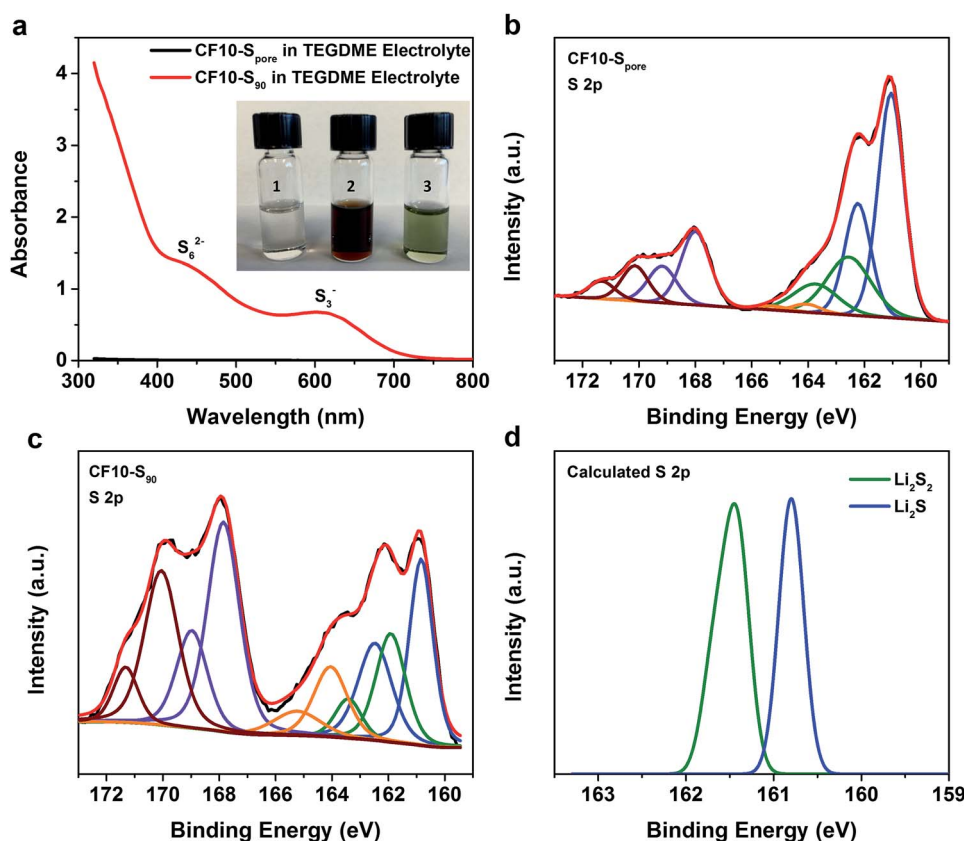 a
CF10-Spore in TEGDME Electrolyte
CF10-S90 in TEGDME Electrolyte
4
3
2
1
0
Absorbance
S6 2-
S3 -
1 2 3
300 400 500 600 700 800
Wavelength (nm)
b
CF10-Spore
S 2p
Intensity (a.u.)
172 170 168 166 164 162 160
Binding Energy (eV)
c
CF10-S90
S 2p
Intensity (a.u.)
172 170 168 166 164 162 160
Binding Energy (eV)
d
Calculated S 2p
Li2S2
Li2S
Intensity (a.u.)
163 162 161 160 159
Binding Energy (eV)